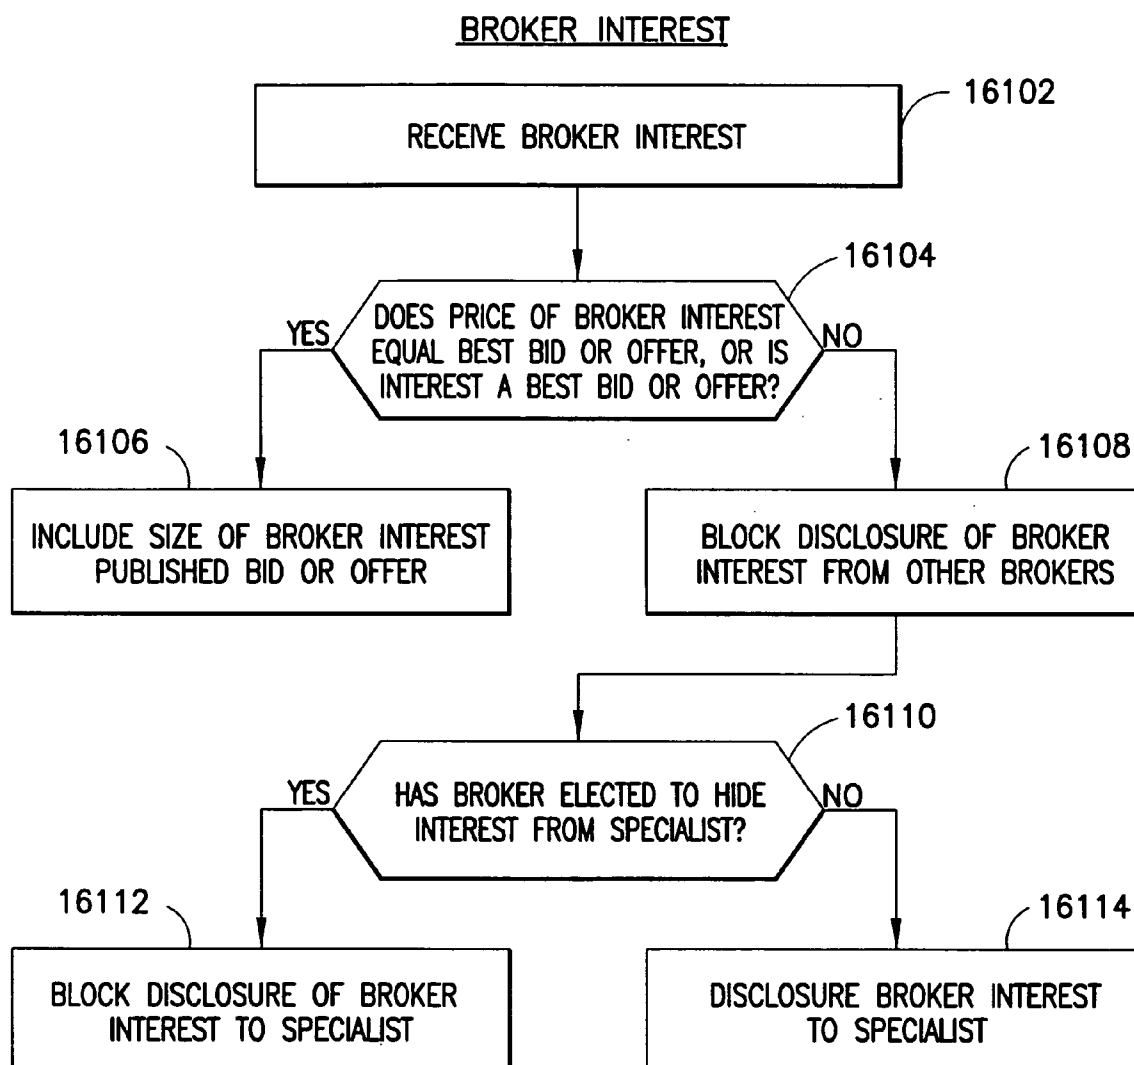 BROKER INTEREST
16102
RECEIVE BROKER INTEREST
16104
DOES PRICE OF BROKER INTEREST
EQUAL BEST BID OR OFFER, OR IS
INTEREST A BEST BID OR OFFER?
YES
NO
16106
INCLUDE SIZE OF BROKER INTEREST
PUBLISHED BID OR OFFER
16108
BLOCK DISCLOSURE OF BROKER
INTEREST FROM OTHER BROKERS
16110
HAS BROKER ELECTED TO HIDE
INTEREST FROM SPECIALIST?
YES
NO
16112
BLOCK DISCLOSURE OF BROKER
INTEREST TO SPECIALIST
16114
DISCLOSURE BROKER INTEREST
TO SPECIALIST